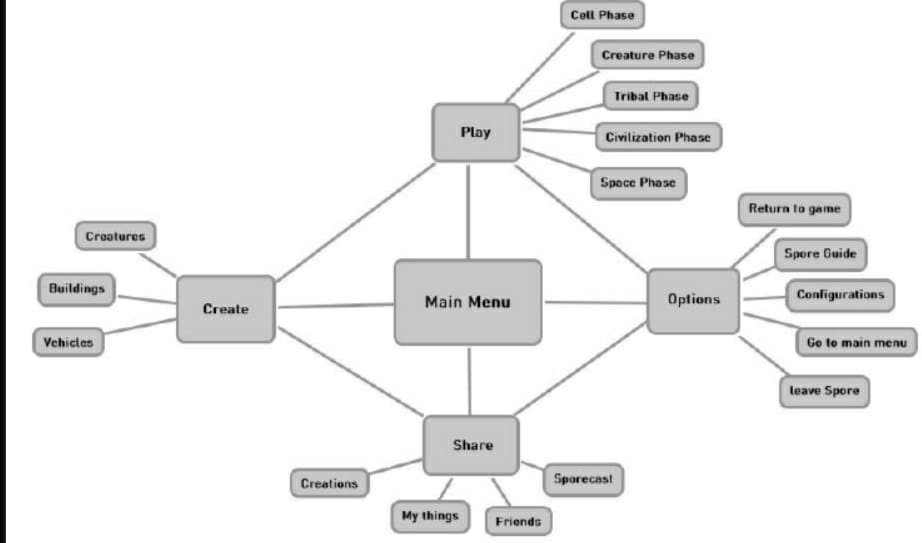 Cell Phase
Creature Phase
Tribal Phase
Play
Civilization Phase
Space Phase
Return to game
Creatures
Spore Guide
Buildings
Configurations
Create
Main Menu
Options
Vehicles
Go to main menu
leave Spore
Share
Creations
Sporecast
My things
Friends